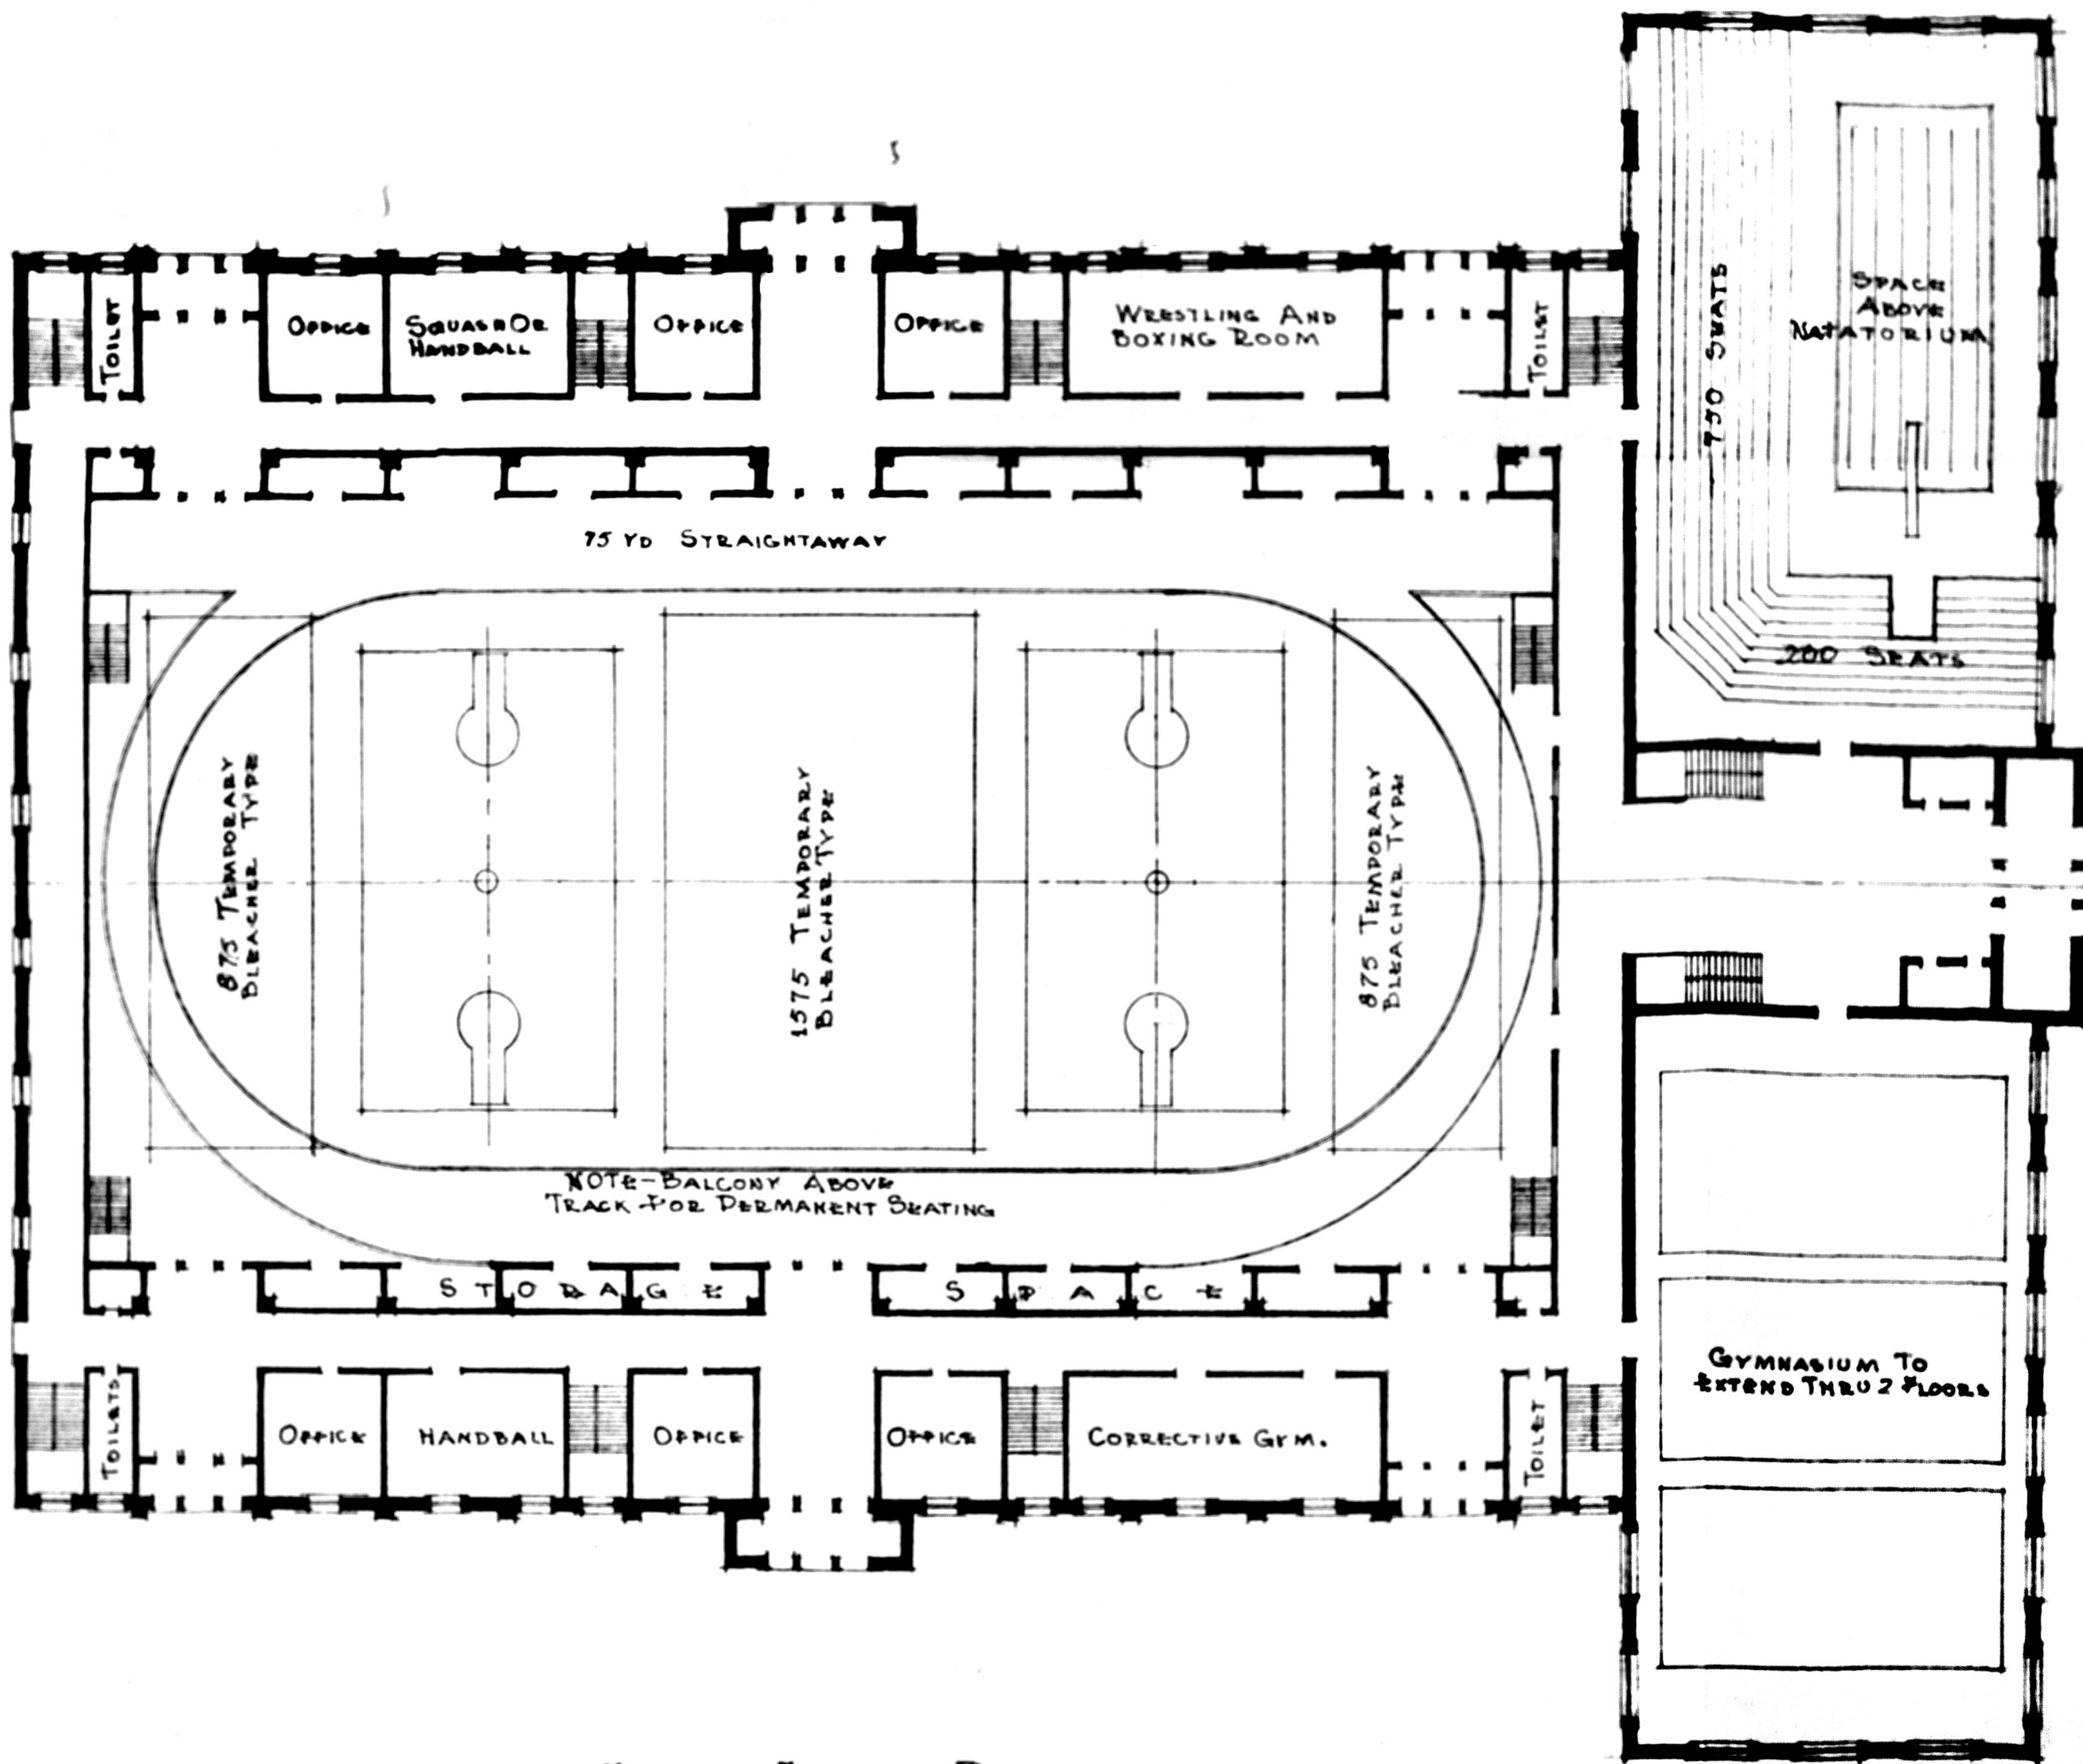 TOILET
OFFICE
SQUASH OR
HANDBALL
OFFICE
OFFICE
WRESTLING AND
BOXING ROOM
TOILET
750 SEATS
SPACE
ABOVE
NATATORIUM
200 SEATS
75 YD STRAIGHTAWAY
875 TEMPORARY
BLEACHER TYPE
1575 TEMPORARY
BLEACHER TYPE
875 TEMPORARY
BLEACHER TYPE
NOTE-BALCONY ABOVE
TRACK FOR PERMANENT SEATING
STORAGE SPACE
TOILETS
OFFICE
HANDBALL
OFFICE
OFFICE
CORRECTIVE GYM.
TOILET
GYMNASIUM TO
EXTEND THRU 2 FLOORS